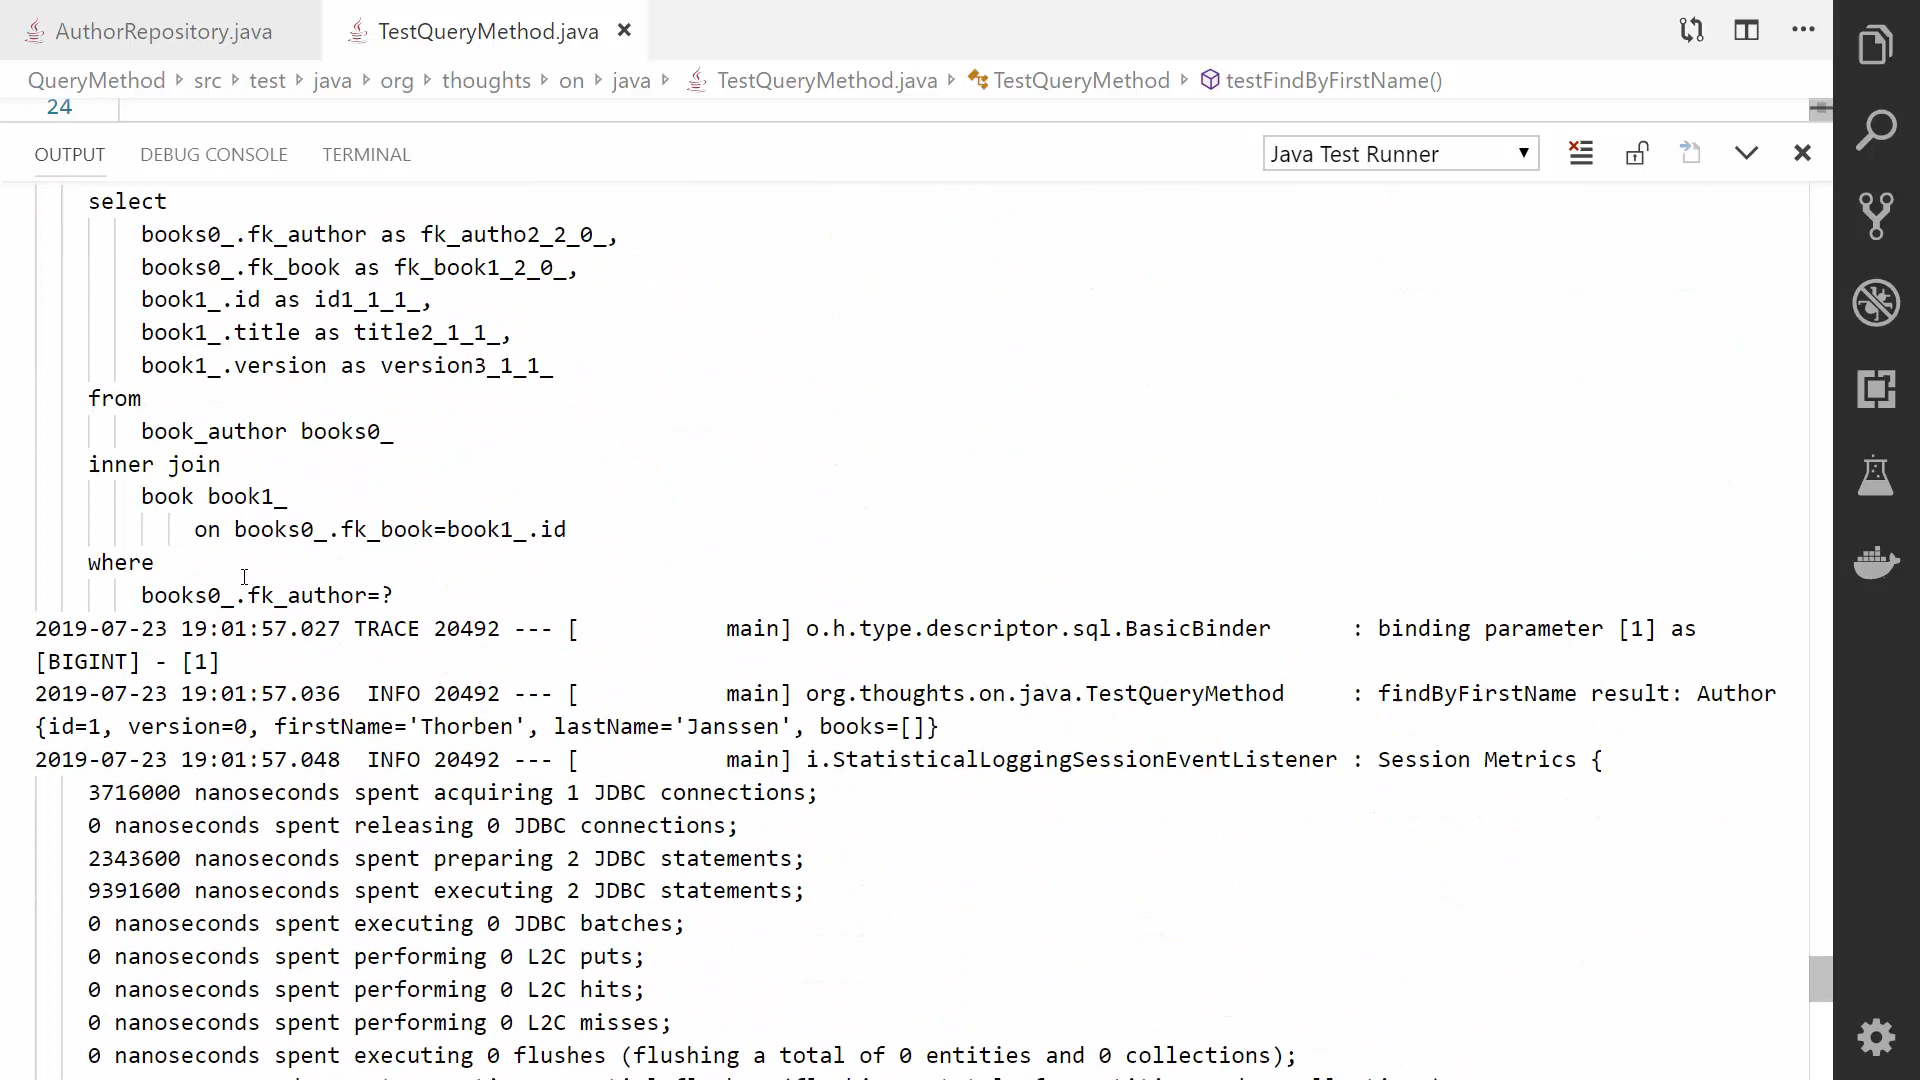 AuthorRepository.java
TestQueryMethod.java
QueryMethod src test java org thoughts on java TestQueryMethod.java TestQueryMethod testFindByFirstName()
24
OUTPUT DEBUG CONSOLE TERMINAL Java Test Runner
select
books0_.fk_author as fk_autho2_2_0_,
books0_.fk_book as fk_book1_2_0_,
book1_.id as id1_1_1_,
book1_.title as title2_1_1_,
book1_.version as version3_1_1_
from
book_author books0_
inner join
book book1_
on books0_.fk_book=book1_.id
where
books0_.fk_author=?
2019-07-23 19:01:57.027 TRACE 20492 --- [ main] o.h.type.descriptor.sql.BasicBinder : binding parameter [1] as
[BIGINT] - [1]
2019-07-23 19:01:57.036 INFO 20492 --- [ main] org.thoughts.on.java.TestQueryMethod : findByFirstName result: Author
{id=1, version=0, firstName='Thorben', lastName='Janssen', books=[]}
2019-07-23 19:01:57.048 INFO 20492 --- [ main] i.StatisticalLoggingSessionEventListener : Session Metrics {
3716000 nanoseconds spent acquiring 1 JDBC connections;
0 nanoseconds spent releasing 0 JDBC connections;
2343600 nanoseconds spent preparing 2 JDBC statements;
9391600 nanoseconds spent executing 2 JDBC statements;
0 nanoseconds spent executing 0 JDBC batches;
0 nanoseconds spent performing 0 L2C puts;
0 nanoseconds spent performing 0 L2C hits;
0 nanoseconds spent performing 0 L2C misses;
0 nanoseconds spent executing 0 flushes (flushing a total of 0 entities and 0 collections);